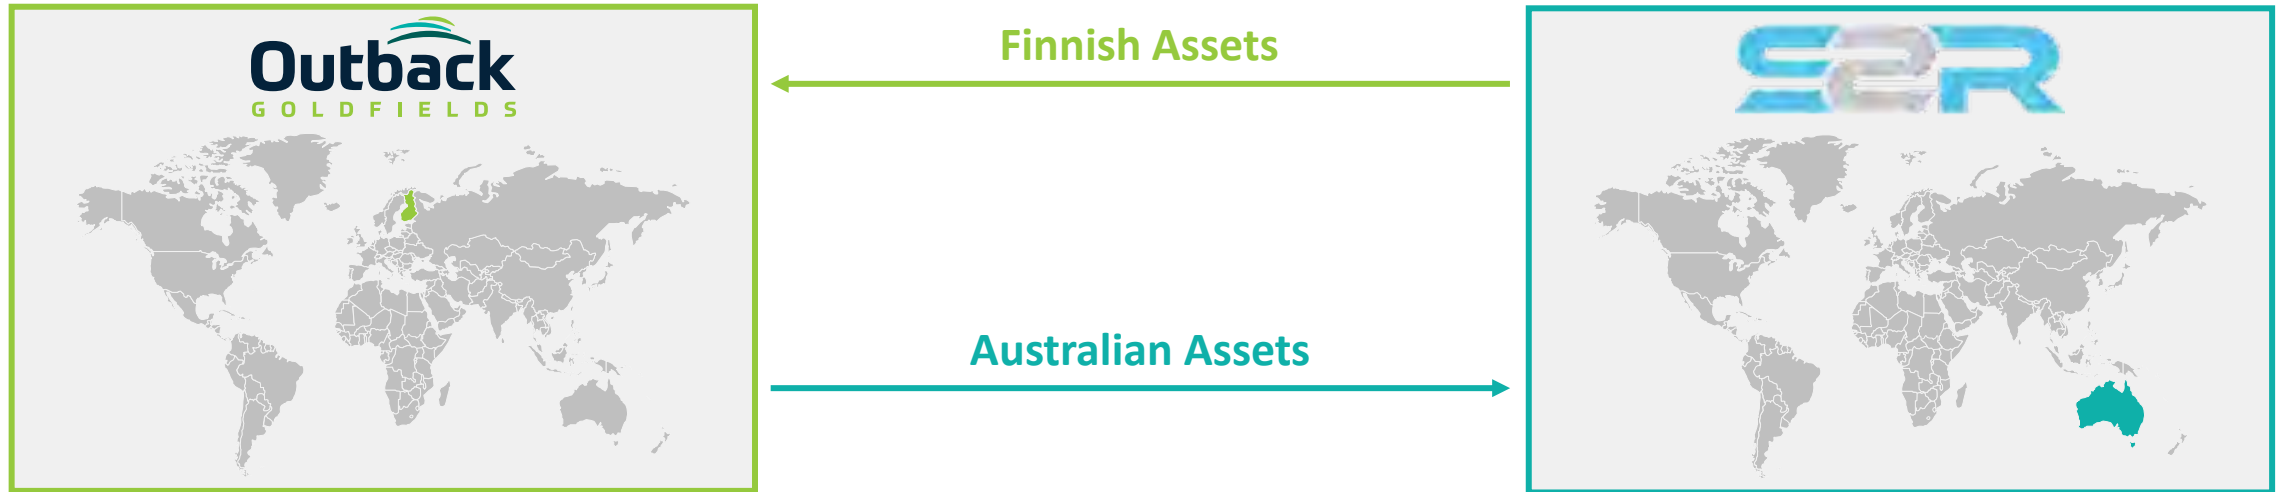 Outback
GOLDFIELDS
Finnish Assets
S2R
Australian Assets